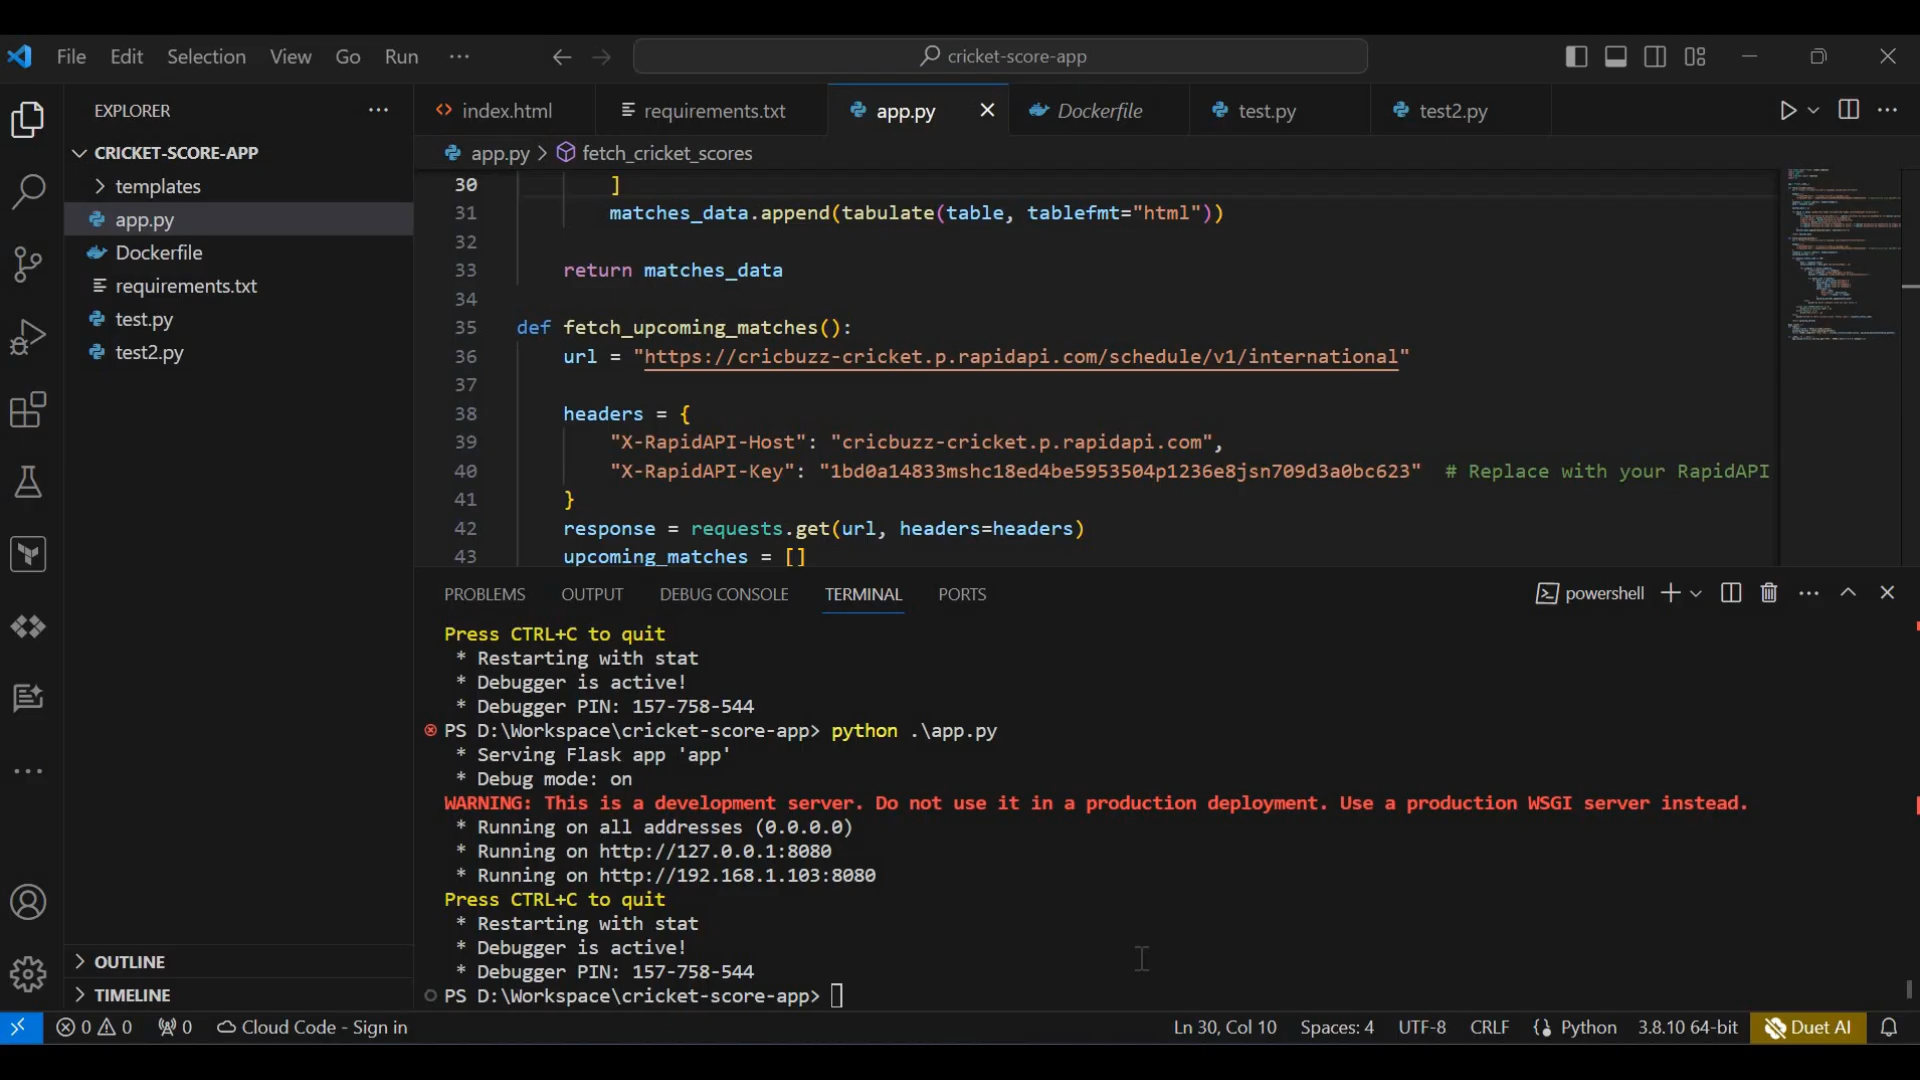 File Edit Selection View Go Run ··· cricket-score-app
EXPLORER ···
CRICKET-SCORE-APP
templates
app.py
Dockerfile
requirements.txt
test.py
test2.py
OUTLINE
TIMELINE
index.html requirements.txt app.py Dockerfile test.py test2.py
app.py > fetch_cricket_scores
30 ]
31 matches_data.append(tabulate(table, tablefmt="html"))
32
33 return matches_data
34
35 def fetch_upcoming_matches():
36 url = "https://cricbuzz-cricket.p.rapidapi.com/schedule/v1/international"
37
38 headers = {
39 "X-RapidAPI-Host": "cricbuzz-cricket.p.rapidapi.com",
40 "X-RapidAPI-Key": "1bd0a14833mshc18ed4be5953504p1236e8jsn709d3a0bc623" # Replace with your RapidAPI
41 }
42 response = requests.get(url, headers=headers)
43 upcoming_matches = []
PROBLEMS OUTPUT DEBUG CONSOLE TERMINAL PORTS powershell
Press CTRL+C to quit
* Restarting with stat
* Debugger is active!
* Debugger PIN: 157-758-544
PS D:\Workspace\cricket-score-app> python .\app.py
* Serving Flask app 'app'
* Debug mode: on
WARNING: This is a development server. Do not use it in a production deployment. Use a production WSGI server instead.
* Running on all addresses (0.0.0.0)
* Running on http://127.0.0.1:8080
* Running on http://192.168.1.103:8080
Press CTRL+C to quit
* Restarting with stat
* Debugger is active!
* Debugger PIN: 157-758-544
PS D:\Workspace\cricket-score-app>
0 0 0 Cloud Code - Sign in Ln 30, Col 10 Spaces: 4 UTF-8 CRLF Python 3.8.10 64-bit Duet AI